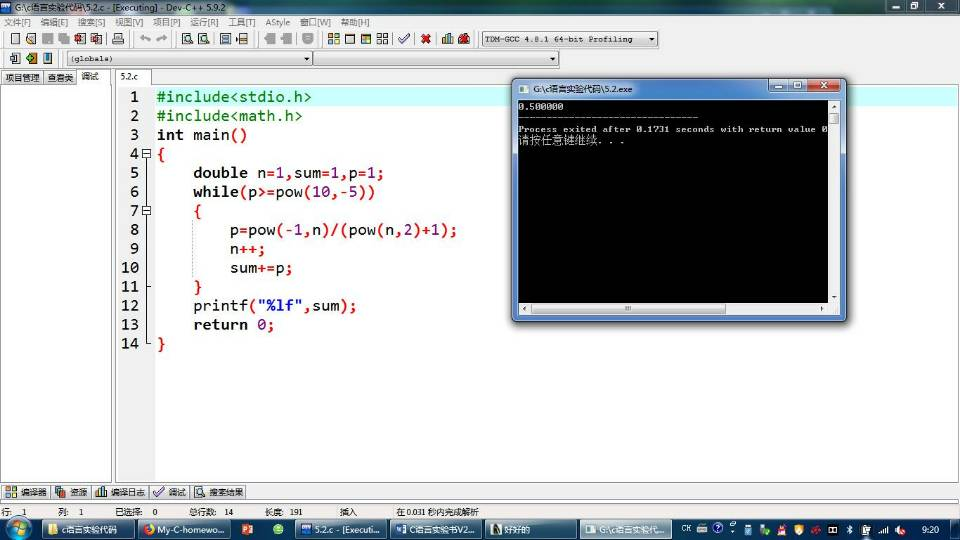 G:\c语言实验代码\5.2.c - [Executing] - Dev-C++ 5.9.2
文件[F] 编辑[E] 搜索[S] 视图[V] 项目[P] 运行[R] 工具[T] AStyle 窗口[W] 帮助[H]
TDM-GCC 4.8.1 64-bit Profiling
(globals)
项目管理 查看类 调试 5.2.c
1 #include<stdio.h>
2 #include<math.h>
3 int main()
4 {
5 double n=1,sum=1,p=1;
6 while(p>=pow(10,-5))
7 {
8 p=pow(-1,n)/(pow(n,2)+1);
9 n++;
10 sum+=p;
11 }
12 printf("%lf",sum);
13 return 0;
14 }
G:\c语言实验代码\5.2.exe
0.500000
--------------------------------
Process exited after 0.1731 seconds with return value 0
请按任意键继续. . .
编译器 资源 编译日志 调试 搜索结果
行: 1 列: 1 已选择: 0 总行数: 14 长度: 191 插入 在 0.031 秒内完成解析
c语言实验代码 My-C-homewo... 5.2.c - [Executi... C语言实验书V2... 好好的 G:\c语言实验代... CH 9:20